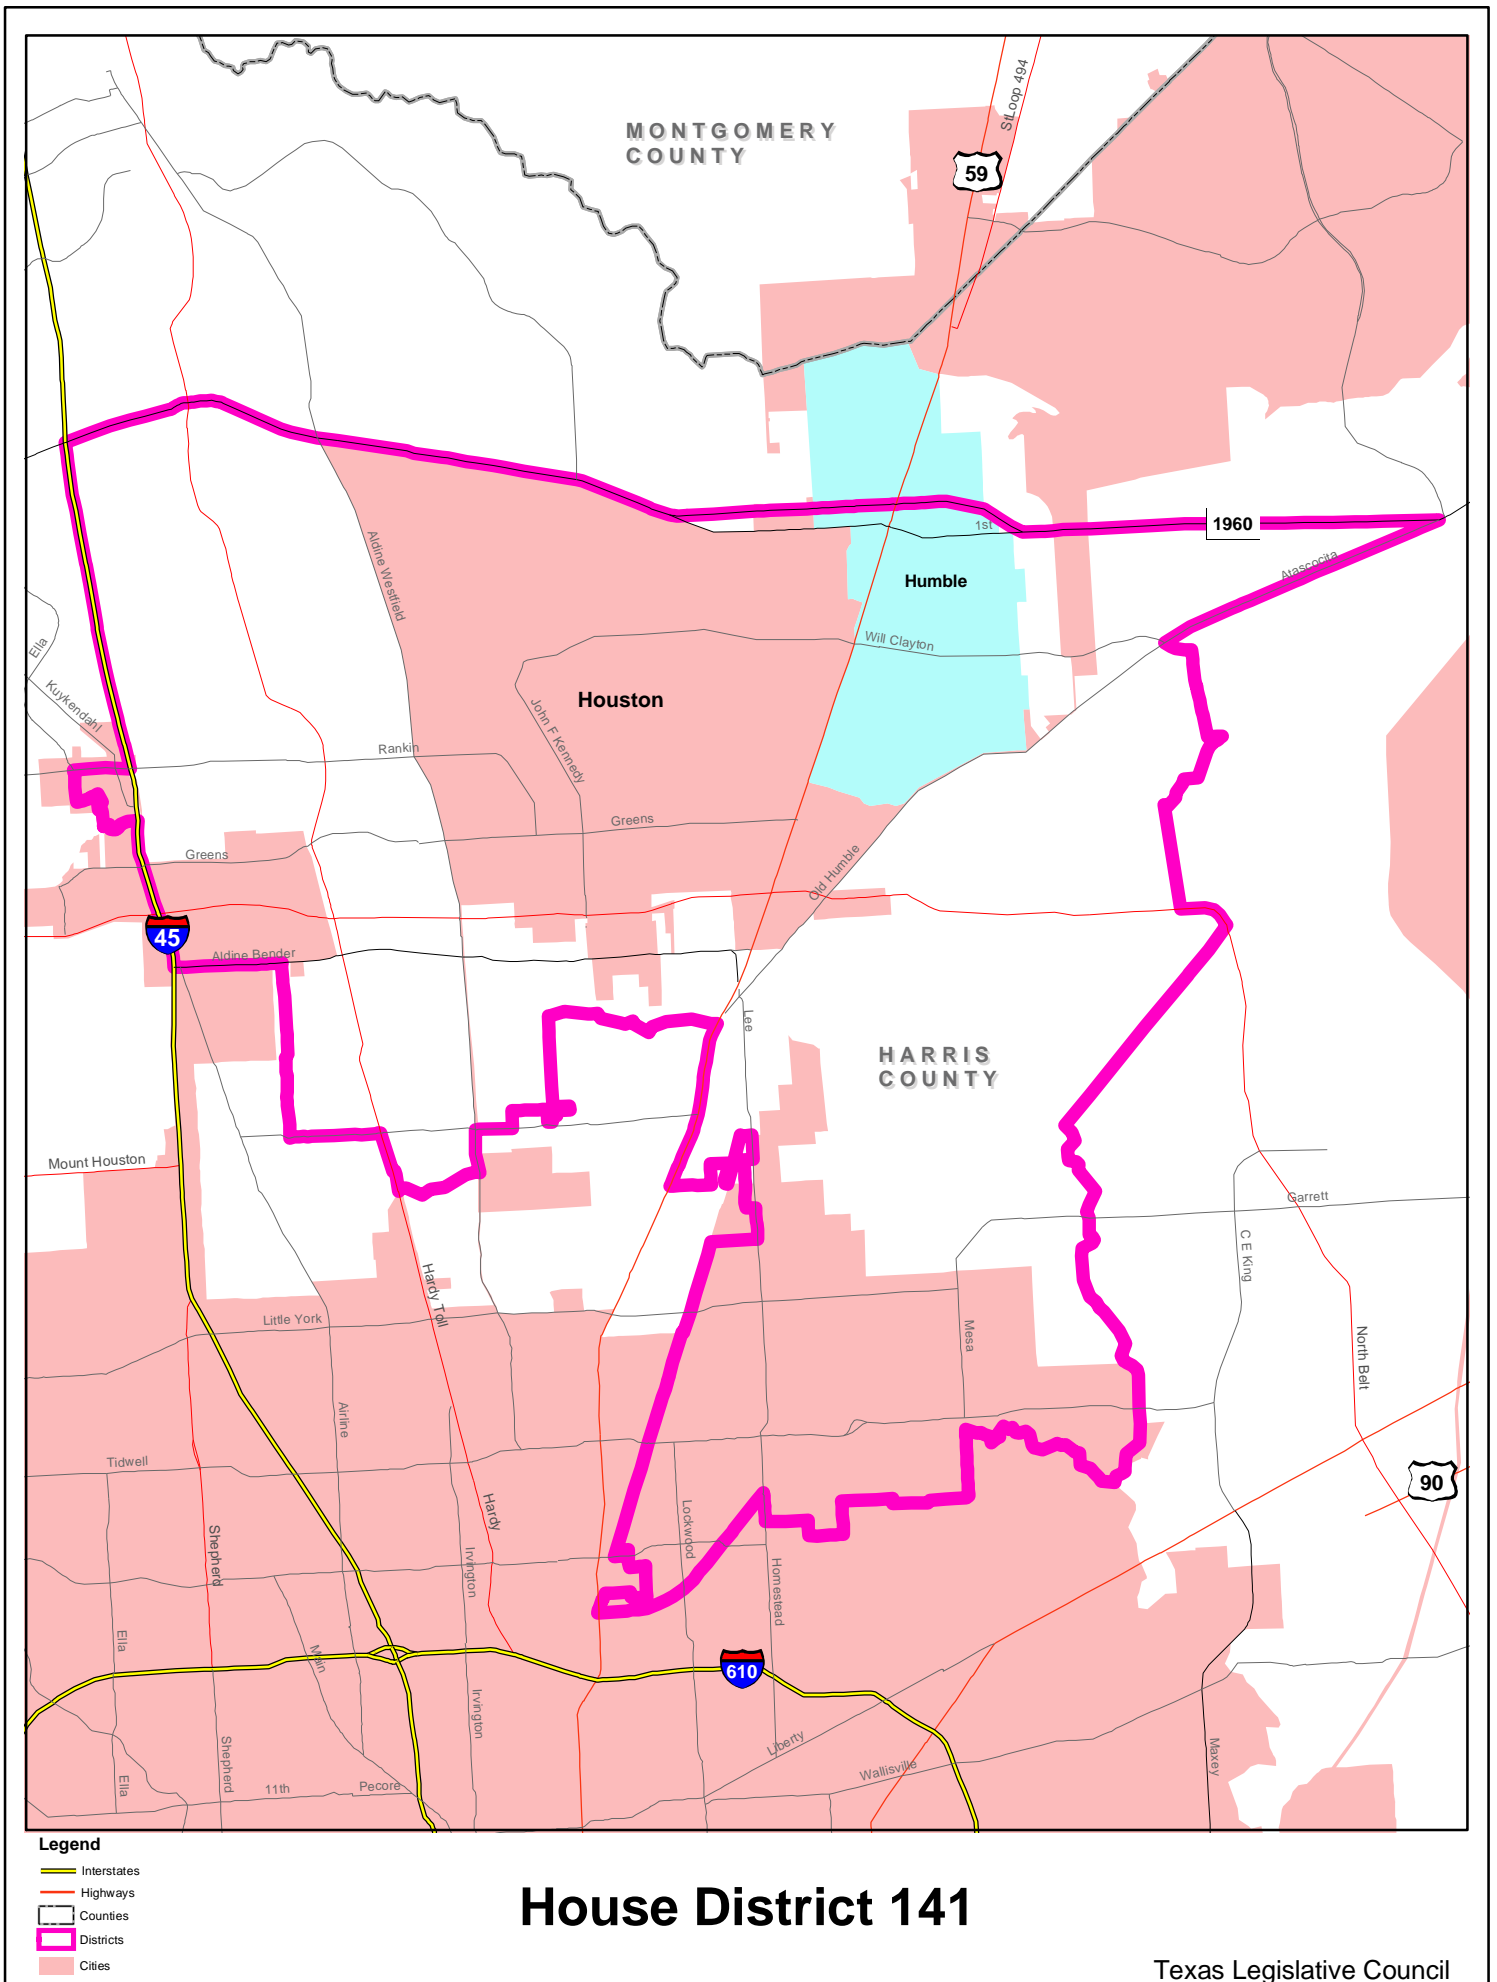 MONTGOMERY
COUNTY
StLoop 494
59
1st
1960
Atascocita
Humble
Aldine Westfield
Will Clayton
Ella
Kuykendahl
Houston
John F Kennedy
Rankin
Greens
Greens
Old Humble
45
Aldine Bender
Lee
HARRIS
COUNTY
Mount Houston
Garrett
C E King
Hardy Toll
Little York
Mesa
North Belt
Airline
Tidwell
90
Hardy
Lockwood
Shepherd
Irvington
Homestead
Ella
Main
610
Irvington
Shepherd
Liberty
Maxey
Wallisville
Ella
11th
Pecore
Legend
Interstates
Highways
Counties
Districts
Cities
House District 141
Texas Legislative Council